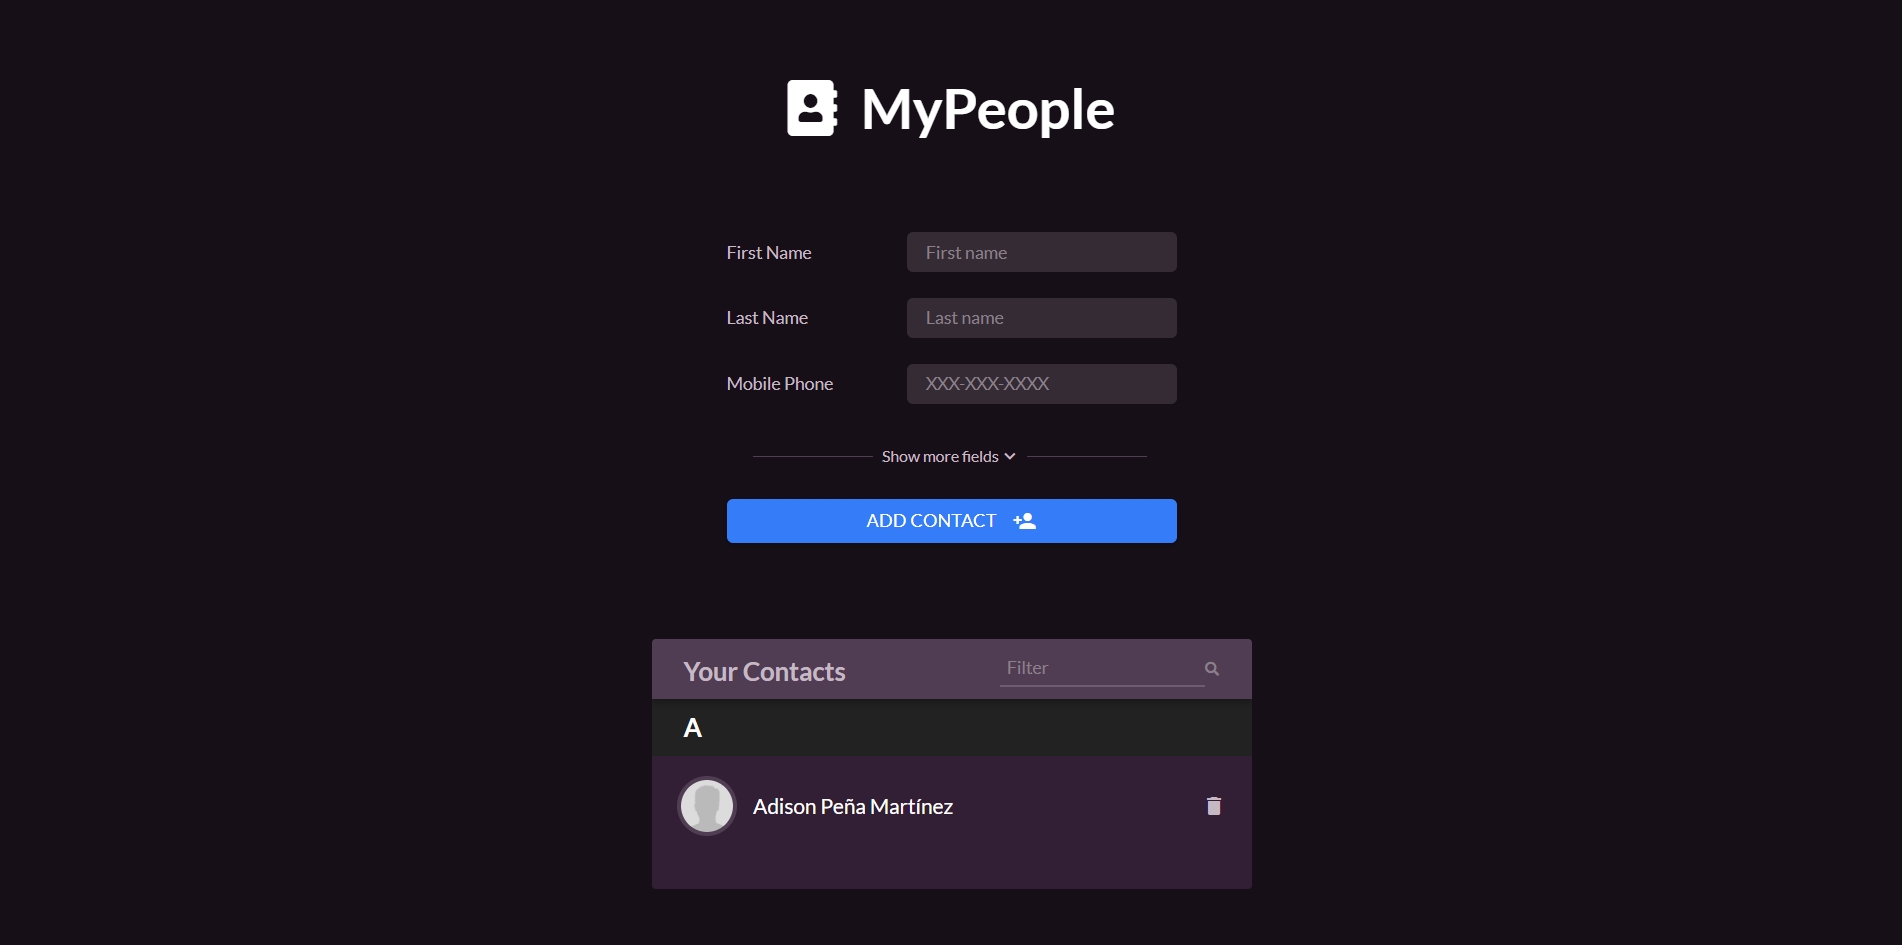 MyPeople
First Name
First name
Last Name
Last name
Mobile Phone
XXX-XXX-XXXX
Show more fields
ADD CONTACT
Your Contacts
Filter
A
Adison Peña Martínez